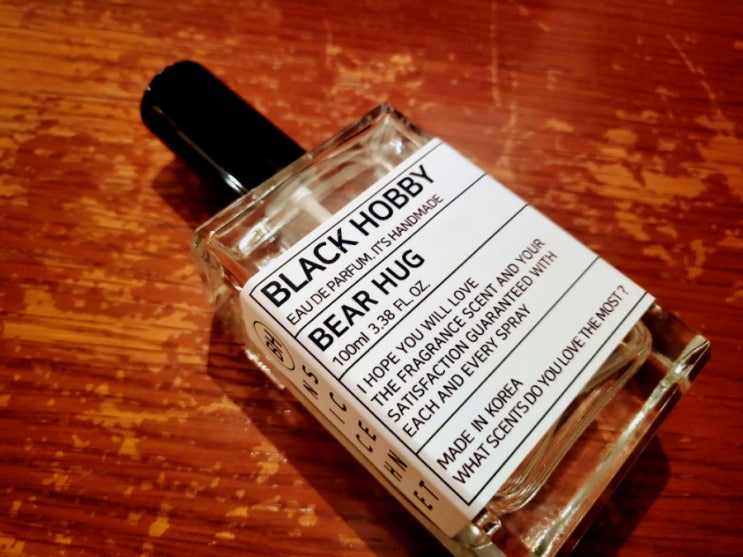 BLACK HOBBY
EAU DE PARFUM. IT'S HANDMADE
BEAR HUG
100ml 3.38 FL. OZ.
I HOPE YOU WILL LOVE
THE FRAGRANCE SCENT AND YOUR
SATISFACTION GUARANTEED WITH
EACH AND EVERY SPRAY
MADE IN KOREA
WHAT SCENTS DO YOU LOVE THE MOST ?
BH